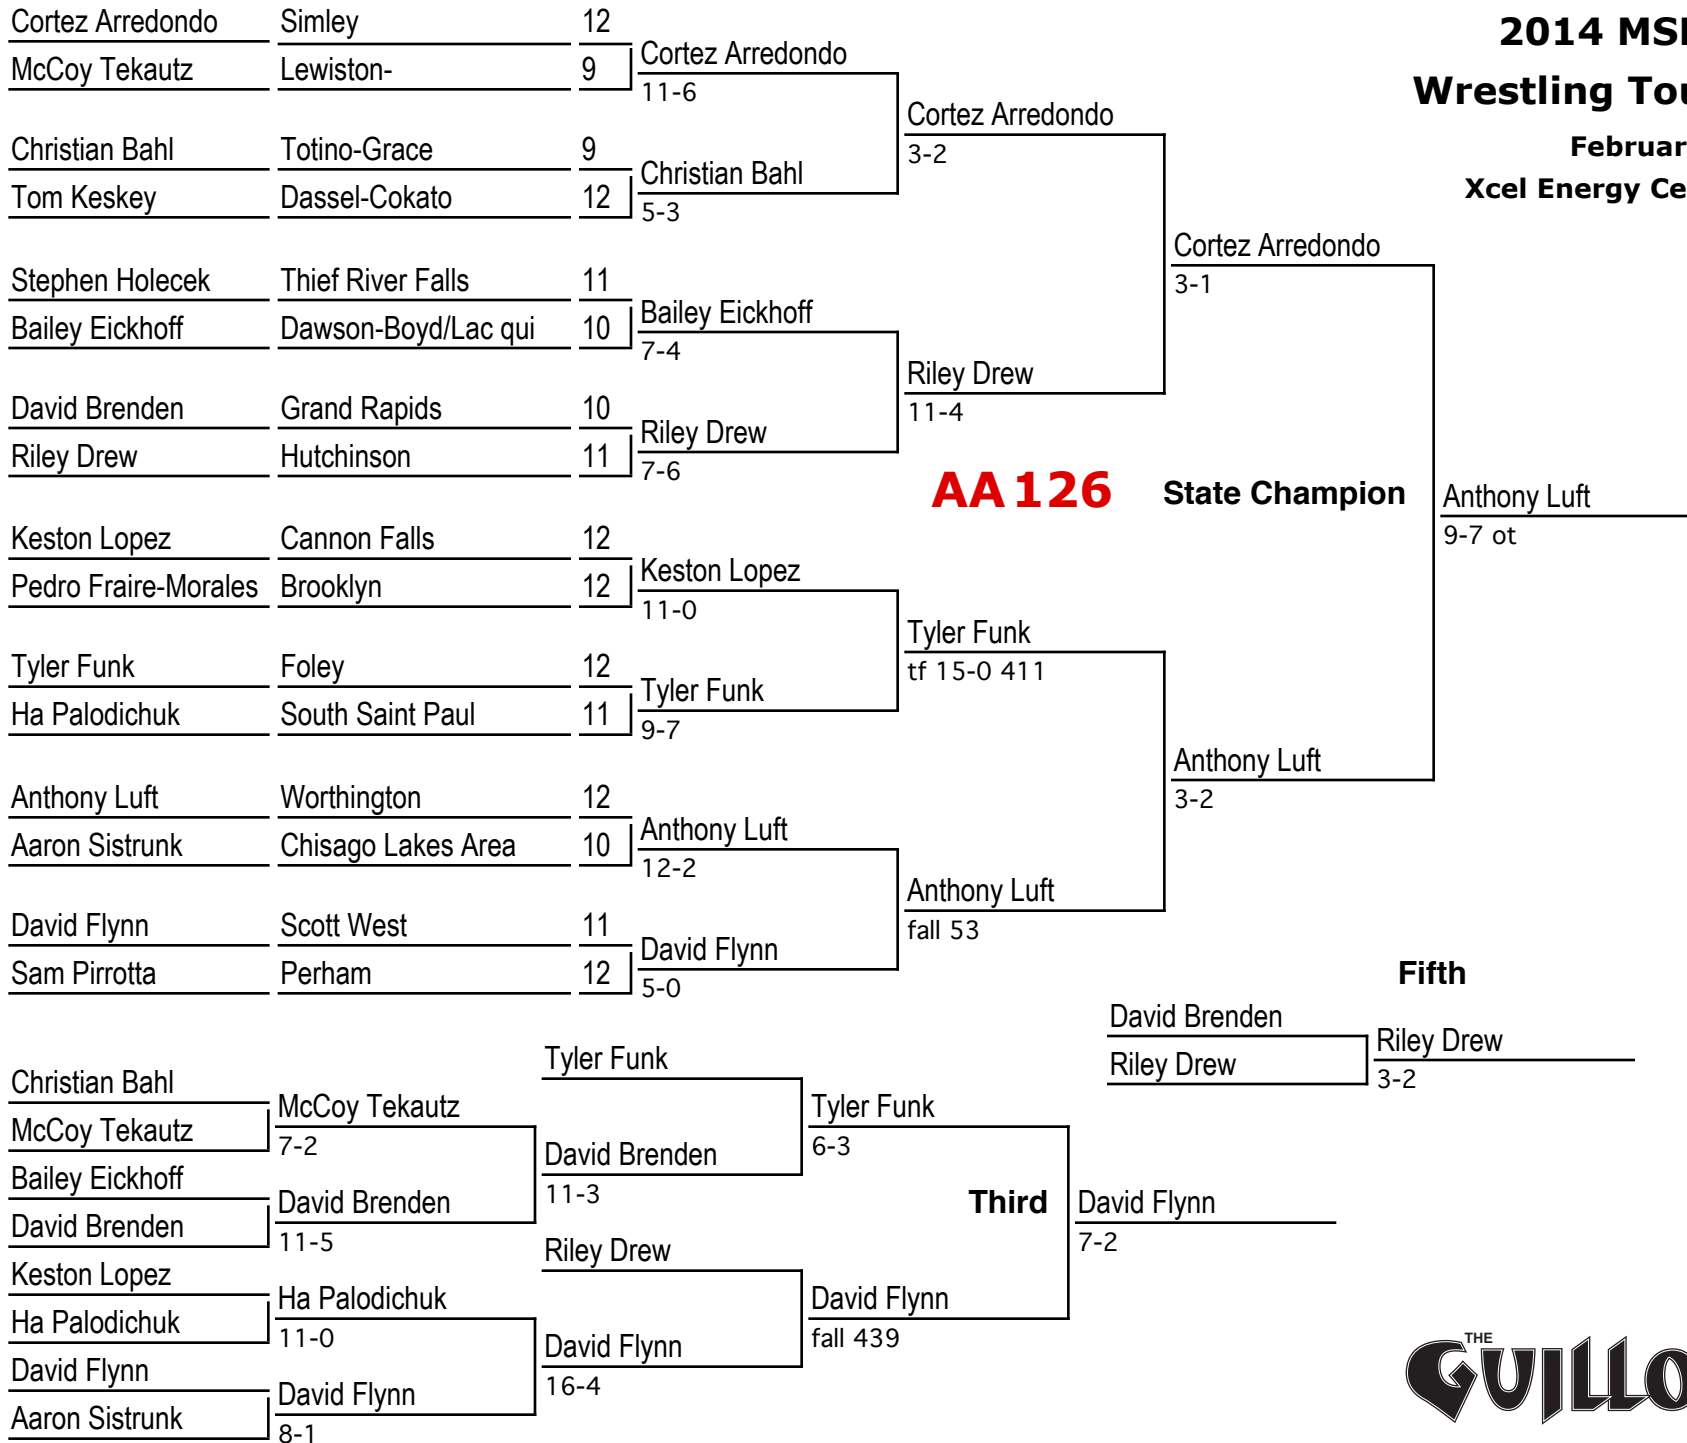 2014 MS
Wrestling Tou
Februar
Xcel Energy Ce
Cortez Arredondo Simley 12
McCoy Tekautz Lewiston- 9
Cortez Arredondo
11-6
Christian Bahl Totino-Grace 9
Tom Keskey Dassel-Cokato 12
Christian Bahl
5-3
Cortez Arredondo
3-2
Stephen Holecek Thief River Falls 11
Bailey Eickhoff Dawson-Boyd/Lac qui 10
Bailey Eickhoff
7-4
David Brenden Grand Rapids 10
Riley Drew Hutchinson 11
Riley Drew
7-6
Riley Drew
11-4
Cortez Arredondo
3-1
AA 126
State Champion
Anthony Luft
9-7 ot
Keston Lopez Cannon Falls 12
Pedro Fraire-Morales Brooklyn 12
Keston Lopez
11-0
Tyler Funk Foley 12
Ha Palodichuk South Saint Paul 11
Tyler Funk
9-7
Tyler Funk
tf 15-0 411
Anthony Luft Worthington 12
Aaron Sistrunk Chisago Lakes Area 10
Anthony Luft
12-2
David Flynn Scott West 11
Sam Pirrotta Perham 12
David Flynn
5-0
Anthony Luft
fall 53
Anthony Luft
3-2
Fifth
David Brenden
Riley Drew
Riley Drew
3-2
Christian Bahl
McCoy Tekautz
McCoy Tekautz
7-2
Bailey Eickhoff
David Brenden
David Brenden
11-5
Keston Lopez
Ha Palodichuk
Ha Palodichuk
11-0
David Flynn
Aaron Sistrunk
David Flynn
8-1
Tyler Funk
David Brenden
11-3
Tyler Funk
6-3
Riley Drew
David Flynn
16-4
David Flynn
fall 439
Third
David Flynn
7-2
THE
GUILLO